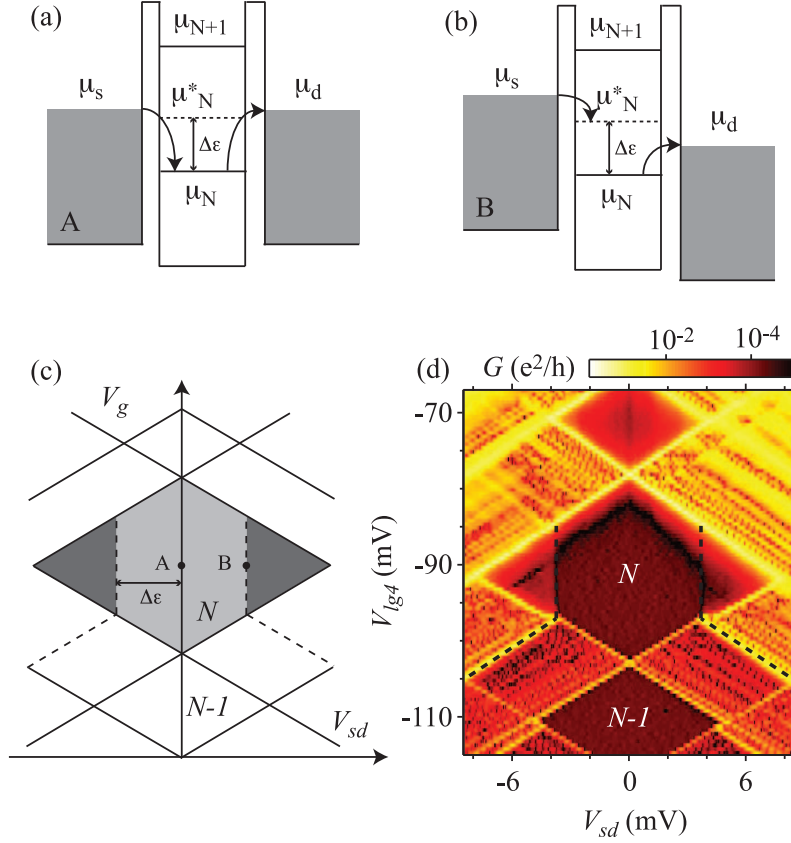 (a)
μN+1
μs
μ*N
μd
Δε
μN
A
(b)
μN+1
μs
μ*N
μd
Δε
μN
B
(c)
Vg
A
B
Δε
N
N-1
Vsd
(d)
G (e²/h)
10⁻²
10⁻⁴
-70
-90
-110
Vlg4 (mV)
N
N-1
-6
0
6
Vsd (mV)